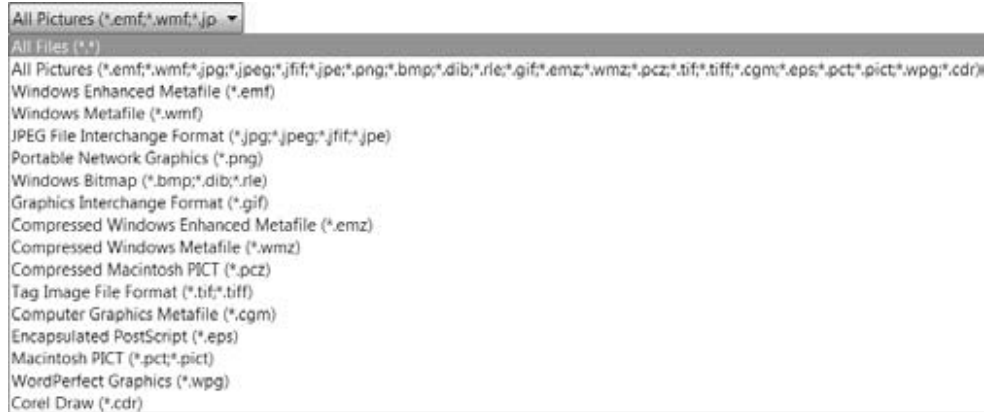 All Pictures (*.emf;*.wmf;*.jp
All Files (*.*)
All Pictures (*.emf;*.wmf;*.jpg;*.jpeg;*.jfif;*.jpe;*.png;*.bmp;*.dib;*.rle;*.gif;*.emz;*.wmz;*.pcz;*.tif;*.tiff;*.cgm;*.eps;*.pct;*.pict;*.wpg;*.cdr)
Windows Enhanced Metafile (*.emf)
Windows Metafile (*.wmf)
JPEG File Interchange Format (*.jpg;*.jpeg;*.jfif;*.jpe)
Portable Network Graphics (*.png)
Windows Bitmap (*.bmp;*.dib;*.rle)
Graphics Interchange Format (*.gif)
Compressed Windows Enhanced Metafile (*.emz)
Compressed Windows Metafile (*.wmz)
Compressed Macintosh PICT (*.pcz)
Tag Image File Format (*.tif;*.tiff)
Computer Graphics Metafile (*.cgm)
Encapsulated PostScript (*.eps)
Macintosh PICT (*.pct;*.pict)
WordPerfect Graphics (*.wpg)
Corel Draw (*.cdr)